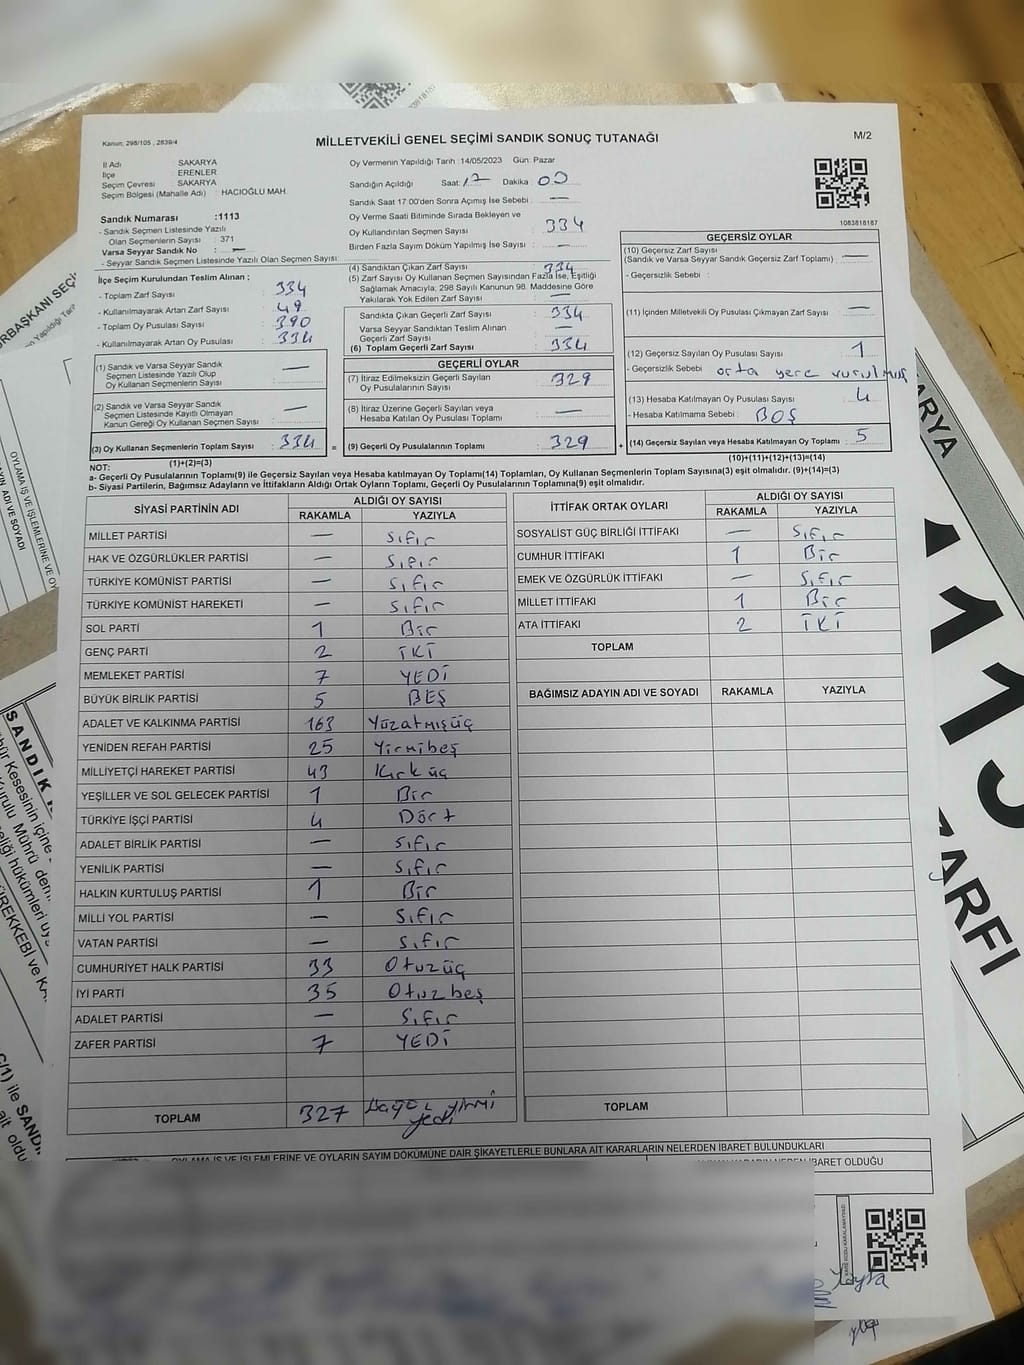 Kanun: 298/105 , 2839/4
MİLLETVEKİLİ GENEL SEÇİMİ SANDIK SONUÇ TUTANAĞI
M/2
İl Adı : SAKARYA
İlçe : ERENLER
Seçim Çevresi : SAKARYA
Seçim Bölgesi (Mahalle Adı) : HACIOĞLU MAH.
Sandık Numarası :1113
- Sandık Seçmen Listesinde Yazılı
Olan Seçmenlerin Sayısı : 371
Varsa Seyyar Sandık No : —
- Seyyar Sandık Seçmen Listesinde Yazılı Olan Seçmen Sayısı:
Oy Vermenin Yapıldığı Tarih :14/05/2023 Gün: Pazar
Sandığın Açıldığı Saat: 17 Dakika 00
Sandık Saat 17.00'den Sonra Açılmış İse Sebebi : —
Oy Verme Saati Bitiminde Sırada Bekleyen ve
Oy Kullandırılan Seçmen Sayısı : 334
Birden Fazla Sayım Döküm Yapılmış İse Sayısı : —
1083818187
İlçe Seçim Kurulundan Teslim Alınan ;
- Toplam Zarf Sayısı : 334
- Kullanılmayarak Artan Zarf Sayısı : 49
- Toplam Oy Pusulası Sayısı : 390
- Kullanılmayarak Artan Oy Pusulası : 334
(4) Sandıktan Çıkan Zarf Sayısı : 334
(5) Zarf Sayısı Oy Kullanan Seçmen Sayısından Fazla İse, Eşitliği
Sağlamak Amacıyla; 298 Sayılı Kanunun 98. Maddesine Göre
Yakılarak Yok Edilen Zarf Sayısı : —
Sandıkta Çıkan Geçerli Zarf Sayısı : 334
Varsa Seyyar Sandıktan Teslim Alınan
Geçerli Zarf Sayısı : —
(6) Toplam Geçerli Zarf Sayısı : 334
GEÇERSİZ OYLAR
(10) Geçersiz Zarf Sayısı
(Sandık ve Varsa Seyyar Sandık Geçersiz Zarf Toplamı) : —
- Geçersizlik Sebebi :
(11) İçinden Milletvekili Oy Pusulası Çıkmayan Zarf Sayısı : —
(12) Geçersiz Sayılan Oy Pusulası Sayısı : 1
- Geçersizlik Sebebi : orta yere vurulmuş
(13) Hesaba Katılmayan Oy Pusulası Sayısı : 4
- Hesaba Katılmama Sebebi : BOŞ
(14) Geçersiz Sayılan veya Hesaba Katılmayan Oy Toplamı : 5
(10)+(11)+(12)+(13)=(14)
(1) Sandık ve Varsa Seyyar Sandık
Seçmen Listesinde Yazılı Olup
Oy Kullanan Seçmenlerin Sayısı : —
(2) Sandık ve Varsa Seyyar Sandık
Seçmen Listesinde Kayıtlı Olmayan
Kanun Gereği Oy Kullanan Seçmen Sayısı : —
(3) Oy Kullanan Seçmenlerin Toplam Sayısı : 334 =
(1)+(2)=(3)
GEÇERLİ OYLAR
(7) İtiraz Edilmeksizin Geçerli Sayılan
Oy Pusulalarının Sayısı : 329
(8) İtiraz Üzerine Geçerli Sayılan veya
Hesaba Katılan Oy Pusulası Toplamı : —
(9) Geçerli Oy Pusulalarının Toplamı : 329 +
NOT:
a- Geçerli Oy Pusulalarının Toplamı(9) ile Geçersiz Sayılan veya Hesaba katılmayan Oy Toplamı(14) Toplamları, Oy Kullanan Seçmenlerin Toplam Sayısına(3) eşit olmalıdır. (9)+(14)=(3)
b- Siyasi Partilerin, Bağımsız Adayların ve İttifakların Aldığı Ortak Oyların Toplamı, Geçerli Oy Pusulalarının Toplamına(9) eşit olmalıdır.
SİYASİ PARTİNİN ADI ALDIĞI OY SAYISI
RAKAMLA YAZIYLA
MİLLET PARTİSİ — Sıfır
HAK VE ÖZGÜRLÜKLER PARTİSİ — Sıfır
TÜRKİYE KOMÜNİST PARTİSİ — Sıfır
TÜRKİYE KOMÜNİST HAREKETİ — Sıfır
SOL PARTİ 1 Bir
GENÇ PARTİ 2 İKİ
MEMLEKET PARTİSİ 7 YEDİ
BÜYÜK BİRLİK PARTİSİ 5 BEŞ
ADALET VE KALKINMA PARTİSİ 163 Yüzatmışüç
YENİDEN REFAH PARTİSİ 25 Yirmibeş
MİLLİYETÇİ HAREKET PARTİSİ 43 Kırk üç
YEŞİLLER VE SOL GELECEK PARTİSİ 1 Bir
TÜRKİYE İŞÇİ PARTİSİ 4 Dört
ADALET BİRLİK PARTİSİ — Sıfır
YENİLİK PARTİSİ — Sıfır
HALKIN KURTULUŞ PARTİSİ 1 Bir
MİLLİ YOL PARTİSİ — Sıfır
VATAN PARTİSİ — Sıfır
CUMHURİYET HALK PARTİSİ 33 Otuzüç
İYİ PARTİ 35 Otuzbeş
ADALET PARTİSİ — Sıfır
ZAFER PARTİSİ 7 YEDİ
TOPLAM 327 yirmi
yedi
İTTİFAK ORTAK OYLARI ALDIĞI OY SAYISI
RAKAMLA YAZIYLA
SOSYALİST GÜÇ BİRLİĞİ İTTİFAKI — Sıfır
CUMHUR İTTİFAKI 1 Bir
EMEK VE ÖZGÜRLÜK İTTİFAKI — Sıfır
MİLLET İTTİFAKI 1 Bir
ATA İTTİFAKI 2 İKİ
TOPLAM
BAĞIMSIZ ADAYIN ADI VE SOYADI RAKAMLA YAZIYLA
TOPLAM
OYLAMA İŞ VE İŞLEMLERİNE VE OYLARIN SAYIM DÖKÜMÜNE DAİR ŞİKAYETLERLE BUNLARA AİT KARARLARIN NELERDEN İBARET BULUNDUKLARI
KARARIN NEDEN İBARET OLDUĞU
1113
ZARFI